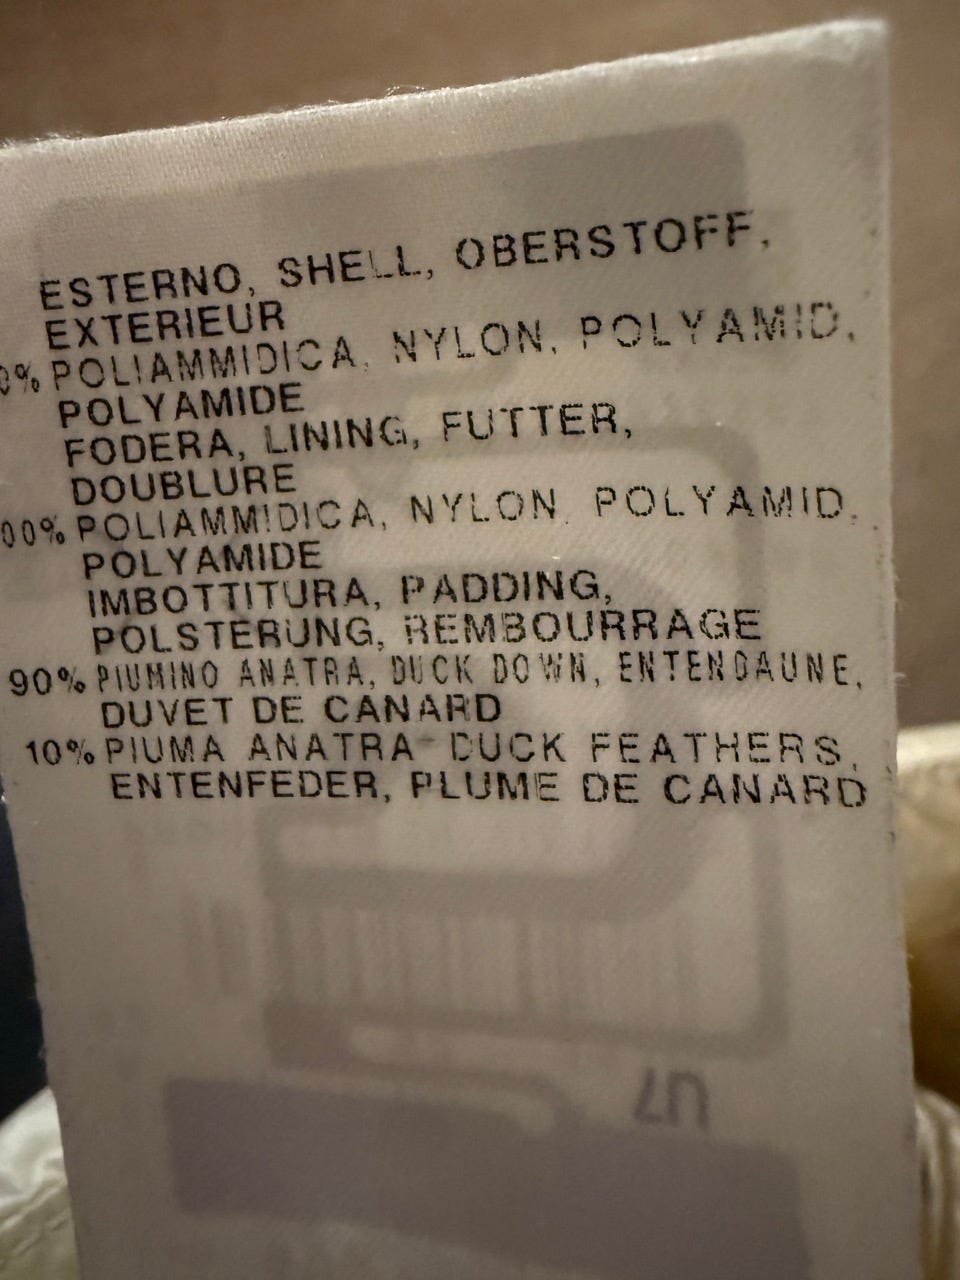 ESTERNO, SHELL, OBERSTOFF,
EXTERIEUR
0% POLIAMMIDICA, NYLON, POLYAMID,
POLYAMIDE
FODERA, LINING, FUTTER,
DOUBLURE
00% POLIAMMIDICA, NYLON, POLYAMID,
POLYAMIDE
IMBOTTITURA, PADDING,
POLSTERUNG, REMBOURRAGE
90% PIUMINO ANATRA, DUCK DOWN, ENTENDAUNE,
DUVET DE CANARD
10% PIUMA ANATRA DUCK FEATHERS,
ENTENFEDER, PLUME DE CANARD